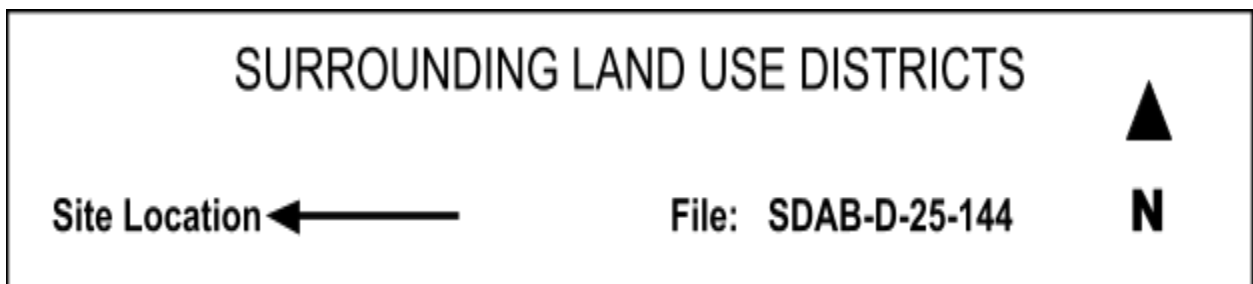 SURROUNDING LAND USE DISTRICTS
Site Location
File: SDAB-D-25-144
N